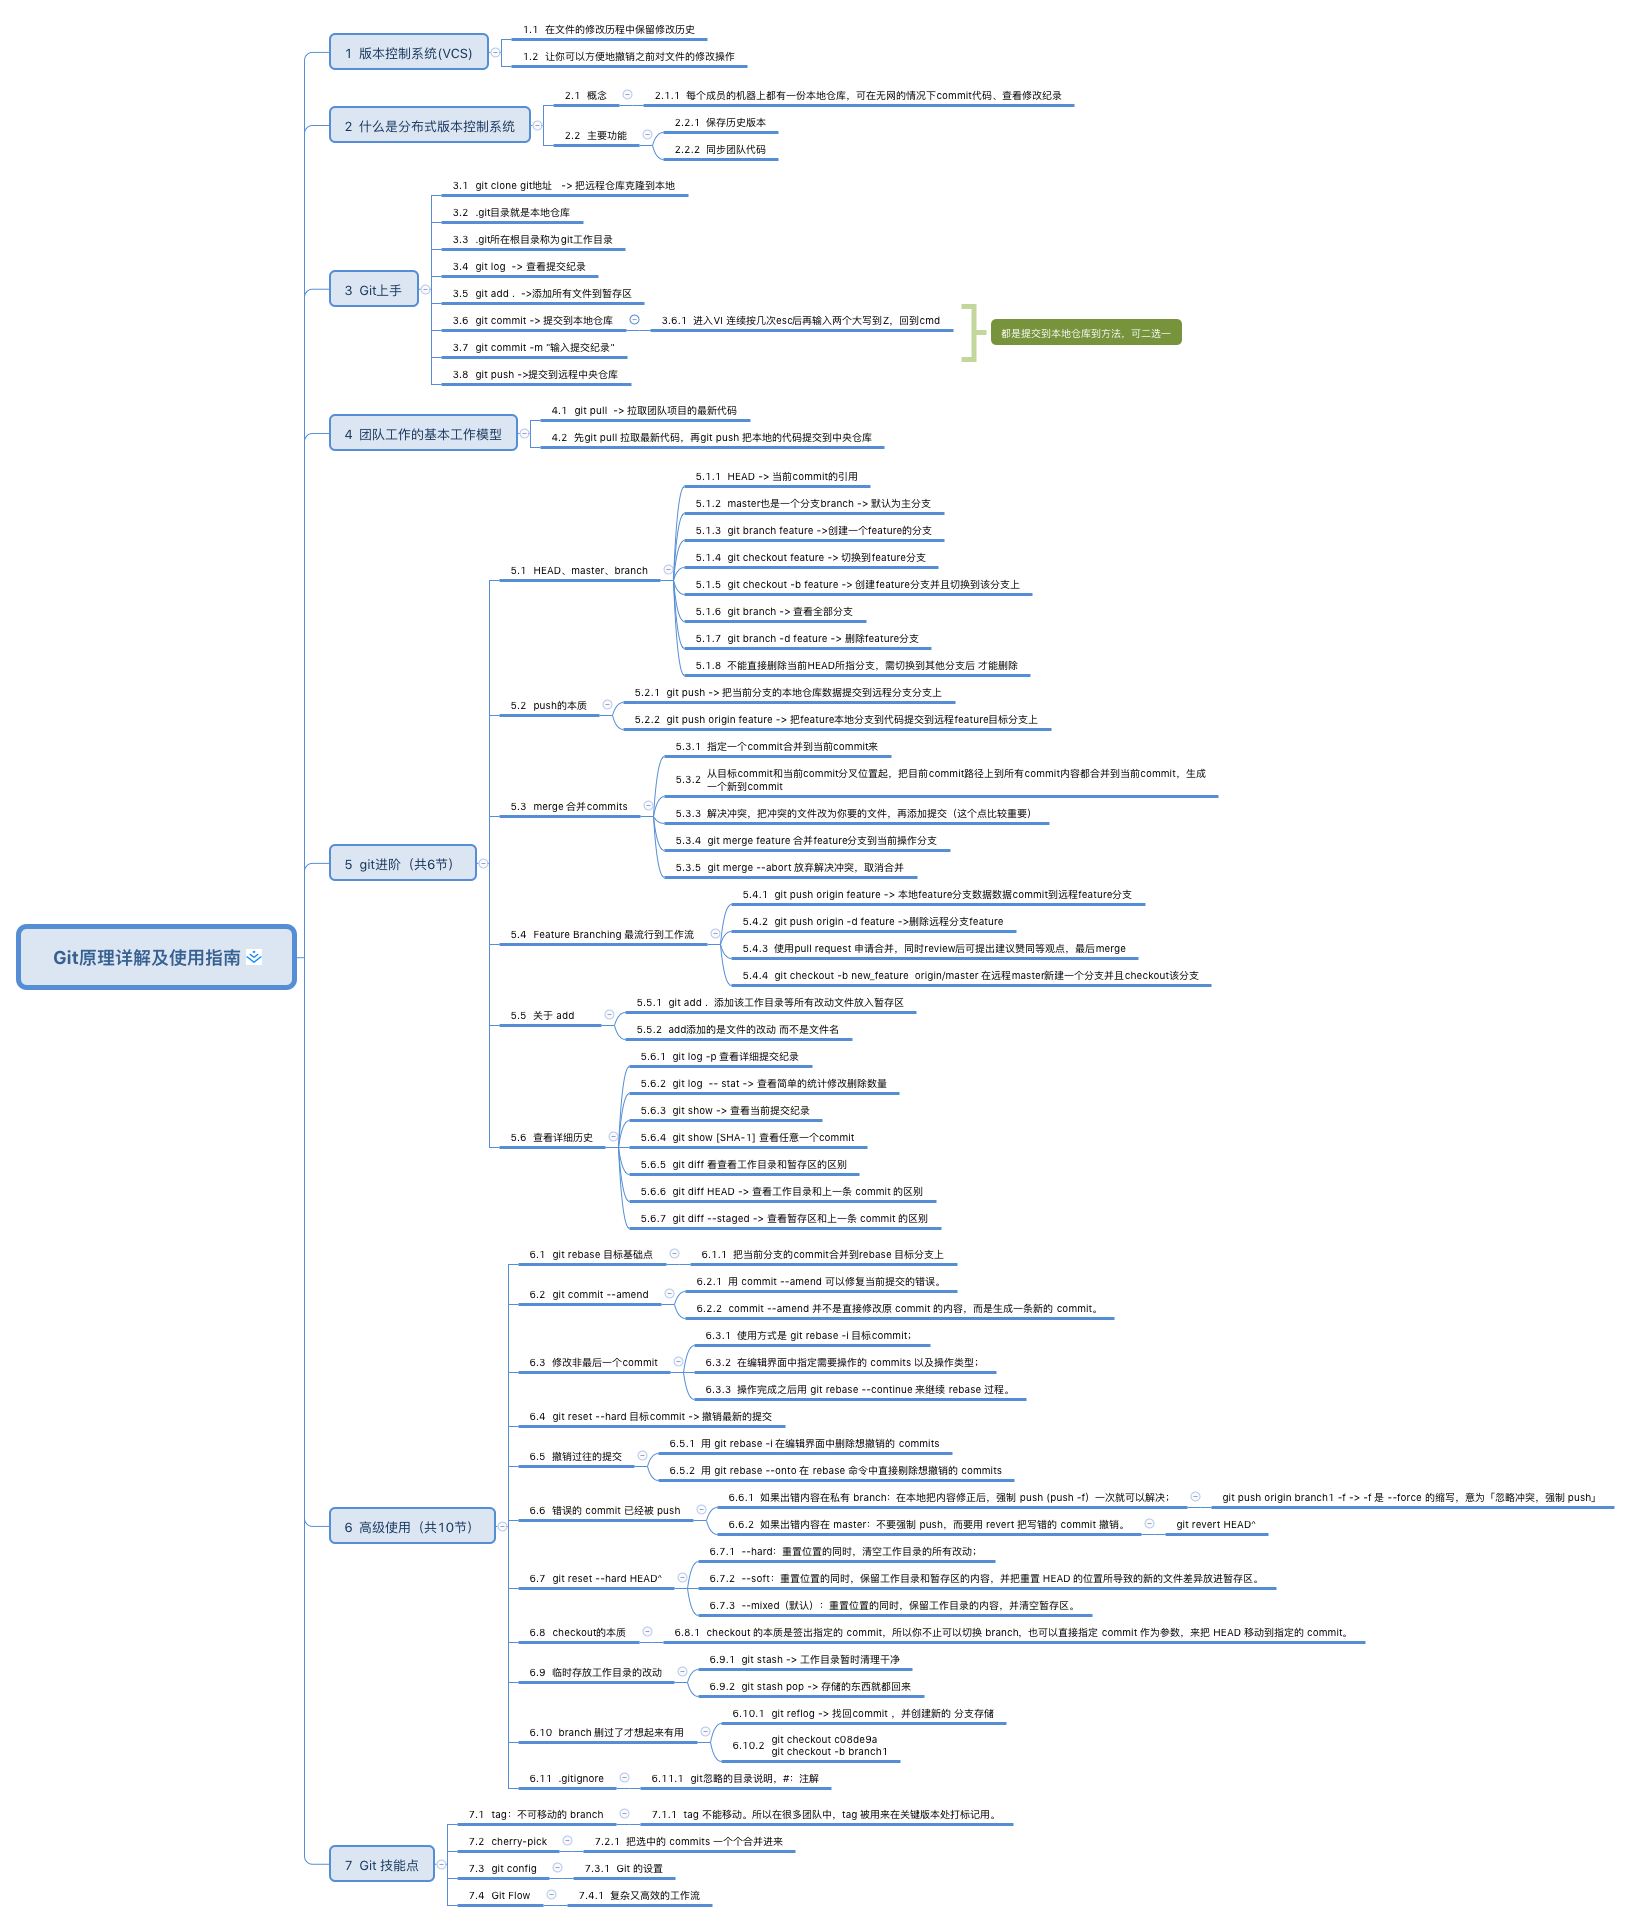 Git原理详解及使用指南
1 版本控制系统(VCS)
1.1 在文件的修改历程中保留修改历史
1.2 让你可以方便地撤销之前对文件的修改操作
2 什么是分布式版本控制系统
2.1 概念
2.1.1 每个成员的机器上都有一份本地仓库，可在无网的情况下commit代码、查看修改纪录
2.2 主要功能
2.2.1 保存历史版本
2.2.2 同步团队代码
3 Git上手
3.1 git clone git地址 -> 把远程仓库克隆到本地
3.2 .git目录就是本地仓库
3.3 .git所在根目录称为git工作目录
3.4 git log -> 查看提交纪录
3.5 git add . ->添加所有文件到暂存区
3.6 git commit -> 提交到本地仓库
3.6.1 进入VI 连续按几次esc后再输入两个大写到Z，回到cmd
3.7 git commit -m "输入提交纪录"
都是提交到本地仓库到方法，可二选一
3.8 git push ->提交到远程中央仓库
4 团队工作的基本工作模型
4.1 git pull -> 拉取团队项目的最新代码
4.2 先git pull 拉取最新代码，再git push 把本地的代码提交到中央仓库
5 git进阶（共6节）
5.1 HEAD、master、branch
5.1.1 HEAD -> 当前commit的引用
5.1.2 master也是一个分支branch -> 默认为主分支
5.1.3 git branch feature ->创建一个feature的分支
5.1.4 git checkout feature -> 切换到feature分支
5.1.5 git checkout -b feature -> 创建feature分支并且切换到该分支上
5.1.6 git branch -> 查看全部分支
5.1.7 git branch -d feature -> 删除feature分支
5.1.8 不能直接删除当前HEAD所指分支，需切换到其他分支后 才能删除
5.2 push的本质
5.2.1 git push -> 把当前分支的本地仓库数据提交到远程分支分支上
5.2.2 git push origin feature -> 把feature本地分支到代码提交到远程feature目标分支上
5.3 merge 合并commits
5.3.1 指定一个commit合并到当前commit来
5.3.2 从目标commit和当前commit分叉位置起，把目前commit路径上到所有commit内容都合并到当前commit，生成
一个新到commit
5.3.3 解决冲突，把冲突的文件改为你要的文件，再添加提交（这个点比较重要）
5.3.4 git merge feature 合并feature分支到当前操作分支
5.3.5 git merge --abort 放弃解决冲突，取消合并
5.4 Feature Branching 最流行到工作流
5.4.1 git push origin feature -> 本地feature分支数据数据commit到远程feature分支
5.4.2 git push origin -d feature ->删除远程分支feature
5.4.3 使用pull request 申请合并，同时review后可提出建议赞同等观点，最后merge
5.4.4 git checkout -b new_feature origin/master 在远程master新建一个分支并且checkout该分支
5.5 关于 add
5.5.1 git add . 添加该工作目录等所有改动文件放入暂存区
5.5.2 add添加的是文件的改动 而不是文件名
5.6 查看详细历史
5.6.1 git log -p 查看详细提交纪录
5.6.2 git log -- stat -> 查看简单的统计修改删除数量
5.6.3 git show -> 查看当前提交纪录
5.6.4 git show [SHA-1] 查看任意一个commit
5.6.5 git diff 看查看工作目录和暂存区的区别
5.6.6 git diff HEAD -> 查看工作目录和上一条 commit 的区别
5.6.7 git diff --staged -> 查看暂存区和上一条 commit 的区别
6 高级使用（共10节）
6.1 git rebase 目标基础点
6.1.1 把当前分支的commit合并到rebase 目标分支上
6.2 git commit --amend
6.2.1 用 commit --amend 可以修复当前提交的错误。
6.2.2 commit --amend 并不是直接修改原 commit 的内容，而是生成一条新的 commit。
6.3 修改非最后一个commit
6.3.1 使用方式是 git rebase -i 目标commit；
6.3.2 在编辑界面中指定需要操作的 commits 以及操作类型；
6.3.3 操作完成之后用 git rebase --continue 来继续 rebase 过程。
6.4 git reset --hard 目标commit -> 撤销最新的提交
6.5 撤销过往的提交
6.5.1 用 git rebase -i 在编辑界面中删除想撤销的 commits
6.5.2 用 git rebase --onto 在 rebase 命令中直接剔除想撤销的 commits
6.6 错误的 commit 已经被 push
6.6.1 如果出错内容在私有 branch：在本地把内容修正后，强制 push (push -f）一次就可以解决；
git push origin branch1 -f -> -f 是 --force 的缩写，意为「忽略冲突，强制 push」
6.6.2 如果出错内容在 master：不要强制 push，而要用 revert 把写错的 commit 撤销。
git revert HEAD^
6.7 git reset --hard HEAD^
6.7.1 --hard：重置位置的同时，清空工作目录的所有改动；
6.7.2 --soft：重置位置的同时，保留工作目录和暂存区的内容，并把重置 HEAD 的位置所导致的新的文件差异放进暂存区。
6.7.3 --mixed（默认）：重置位置的同时，保留工作目录的内容，并清空暂存区。
6.8 checkout的本质
6.8.1 checkout 的本质是签出指定的 commit，所以你不止可以切换 branch，也可以直接指定 commit 作为参数，来把 HEAD 移动到指定的 commit。
6.9 临时存放工作目录的改动
6.9.1 git stash -> 工作目录暂时清理干净
6.9.2 git stash pop -> 存储的东西就都回来
6.10 branch 删过了才想起来有用
6.10.1 git reflog -> 找回commit ，并创建新的 分支存储
6.10.2 git checkout c08de9a
git checkout -b branch1
6.11 .gitignore
6.11.1 git忽略的目录说明，#：注解
7 Git 技能点
7.1 tag：不可移动的 branch
7.1.1 tag 不能移动。所以在很多团队中，tag 被用来在关键版本处打标记用。
7.2 cherry-pick
7.2.1 把选中的 commits 一个个合并进来
7.3 git config
7.3.1 Git 的设置
7.4 Git Flow
7.4.1 复杂又高效的工作流